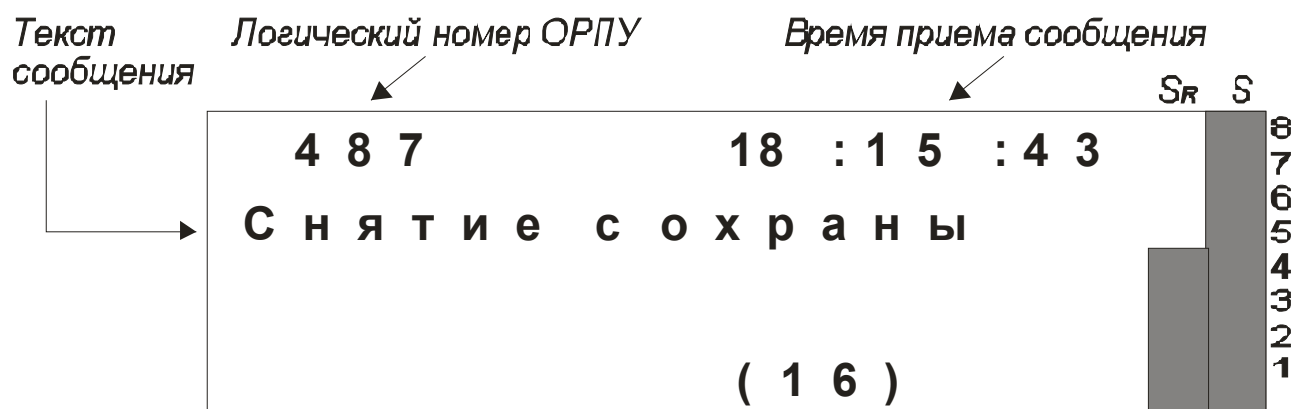 Текст сообщения
Логический номер ОРПУ
Время приема сообщения
SR S
487 18:15:43
Снятие с охраны
(16)
8
7
6
5
4
3
2
1